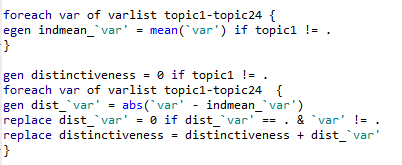 foreach var of varlist topic1-topic24 {
egen indmean_`var' = mean(`var') if topic1 != .
}
gen distinctiveness = 0 if topic1 != .
foreach var of varlist topic1-topic24  {
gen dist_`var' = abs(`var' - indmean_`var')
replace dist_`var' = 0 if dist_`var' == . & `var' != .
replace distinctiveness = distinctiveness + dist_`var'
}